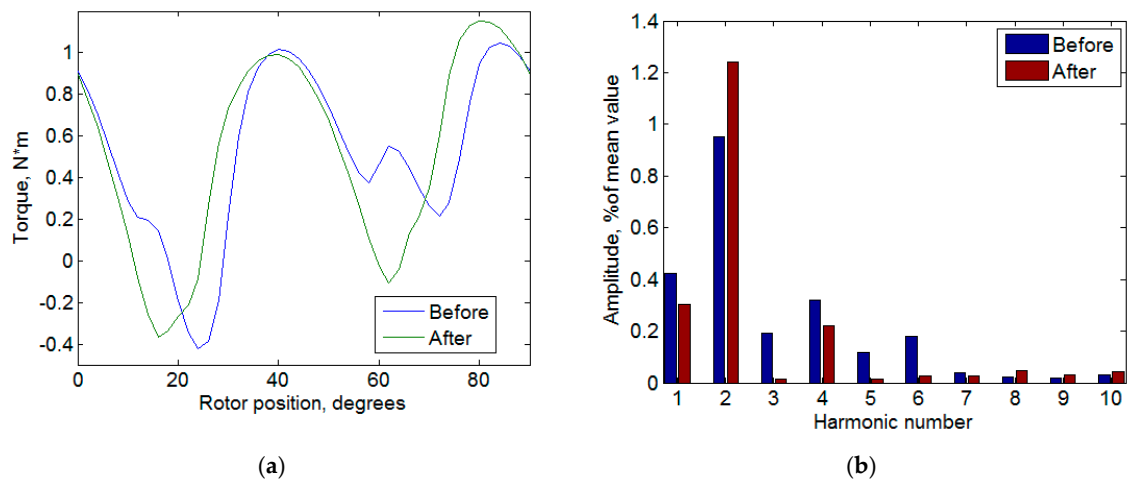 1
0.8
0.6
0.4
0.2
0
-0.2
-0.4
Torque, N*m
0 20 40 60 80
Rotor position, degrees
Before
After
(a)
1.4
1.2
1
0.8
0.6
0.4
0.2
0
Amplitude, %of mean value
1 2 3 4 5 6 7 8 9 10
Harmonic number
Before
After
(b)